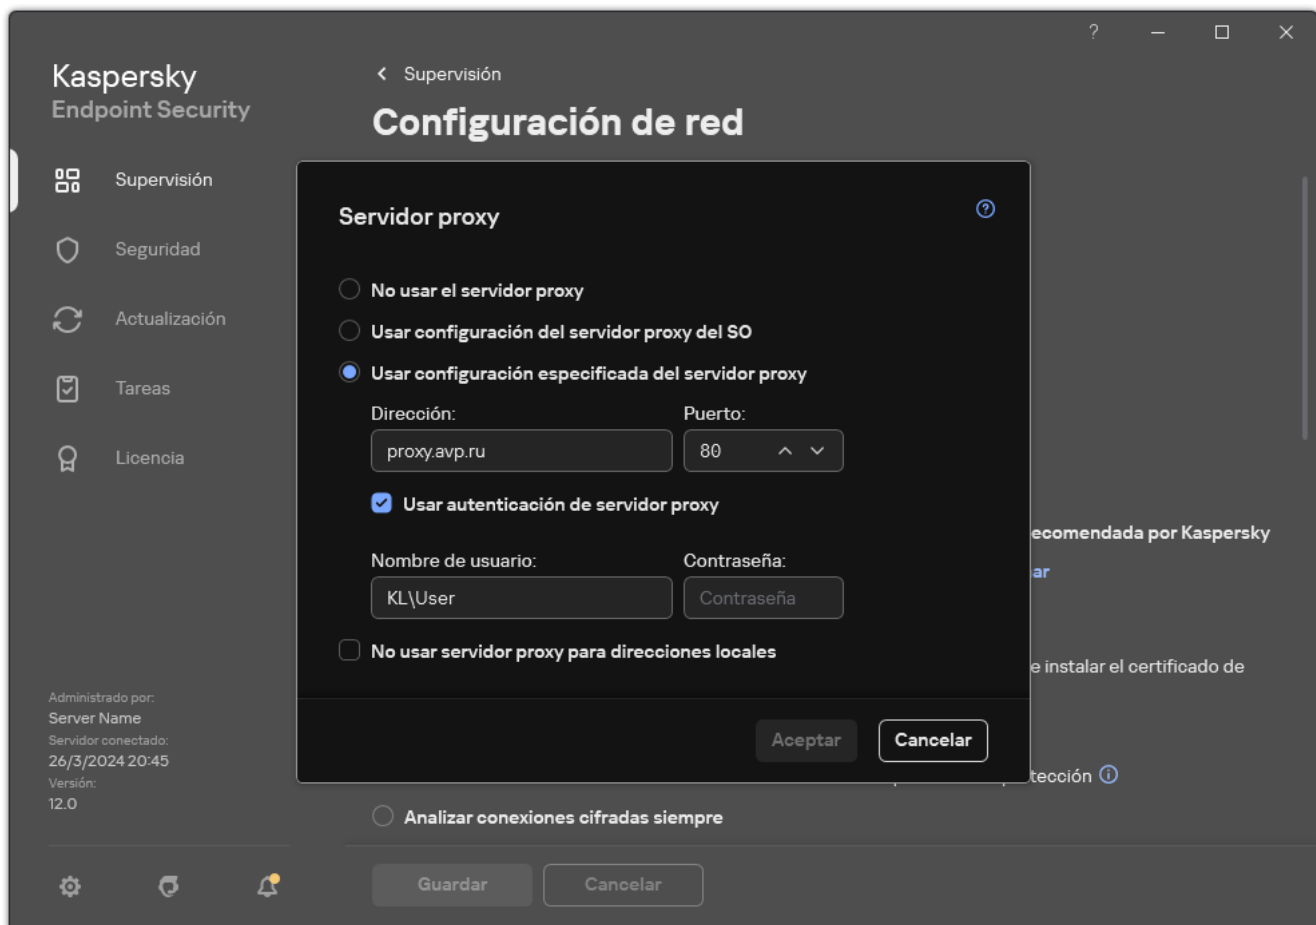 ?
Kaspersky
Endpoint Security
Supervisión
Configuración de red
Supervisión
Seguridad
Actualización
Tareas
Licencia
Servidor proxy
?
No usar el servidor proxy
Usar configuración del servidor proxy del SO
Usar configuración especificada del servidor proxy
Dirección: Puerto:
proxy.avp.ru 80
Usar autenticación de servidor proxy
Nombre de usuario: Contraseña:
KL\User Contraseña
No usar servidor proxy para direcciones locales
Aceptar Cancelar
ecomendada por Kaspersky
ar
e instalar el certificado de
tección
Analizar conexiones cifradas siempre
Administrado por:
Server Name
Servidor conectado:
26/3/2024 20:45
Versión:
12.0
Guardar Cancelar